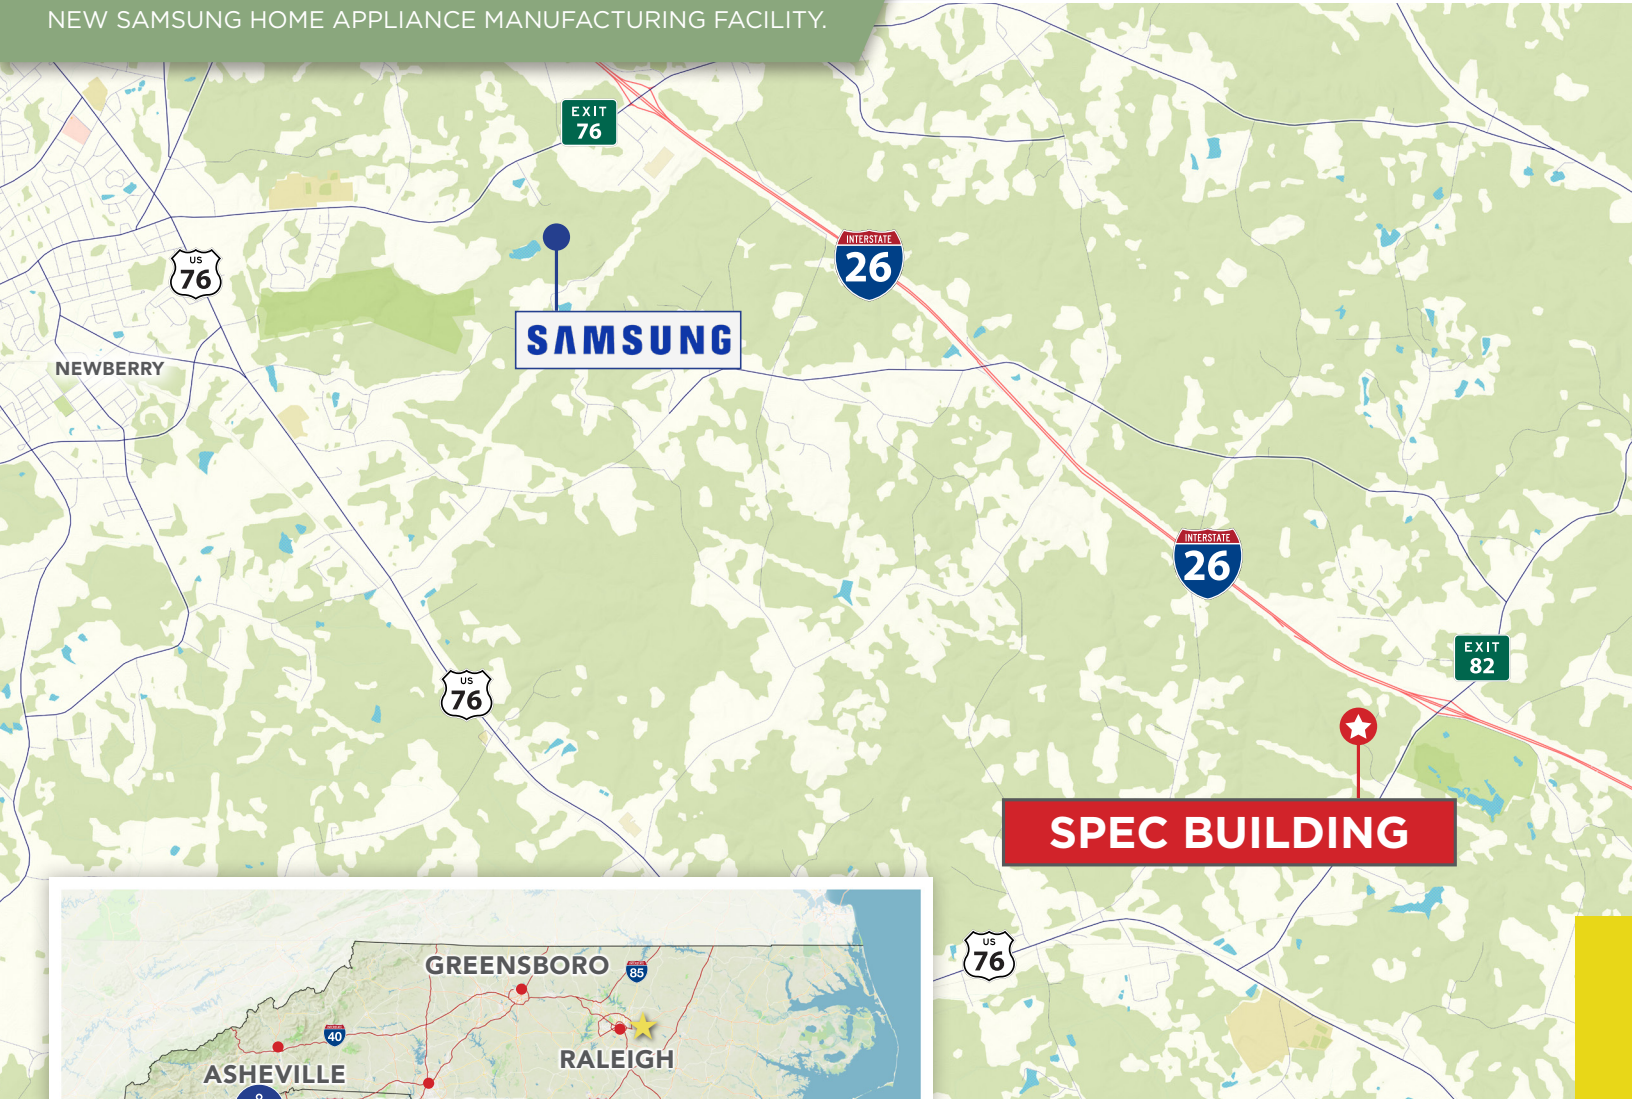 NEW SAMSUNG HOME APPLIANCE MANUFACTURING FACILITY.
EXIT
76
INTERSTATE
26
US
76
SAMSUNG
NEWBERRY
INTERSTATE
26
EXIT
82
US
76
SPEC BUILDING
US
76
GREENSBORO
85
40
RALEIGH
ASHEVILLE